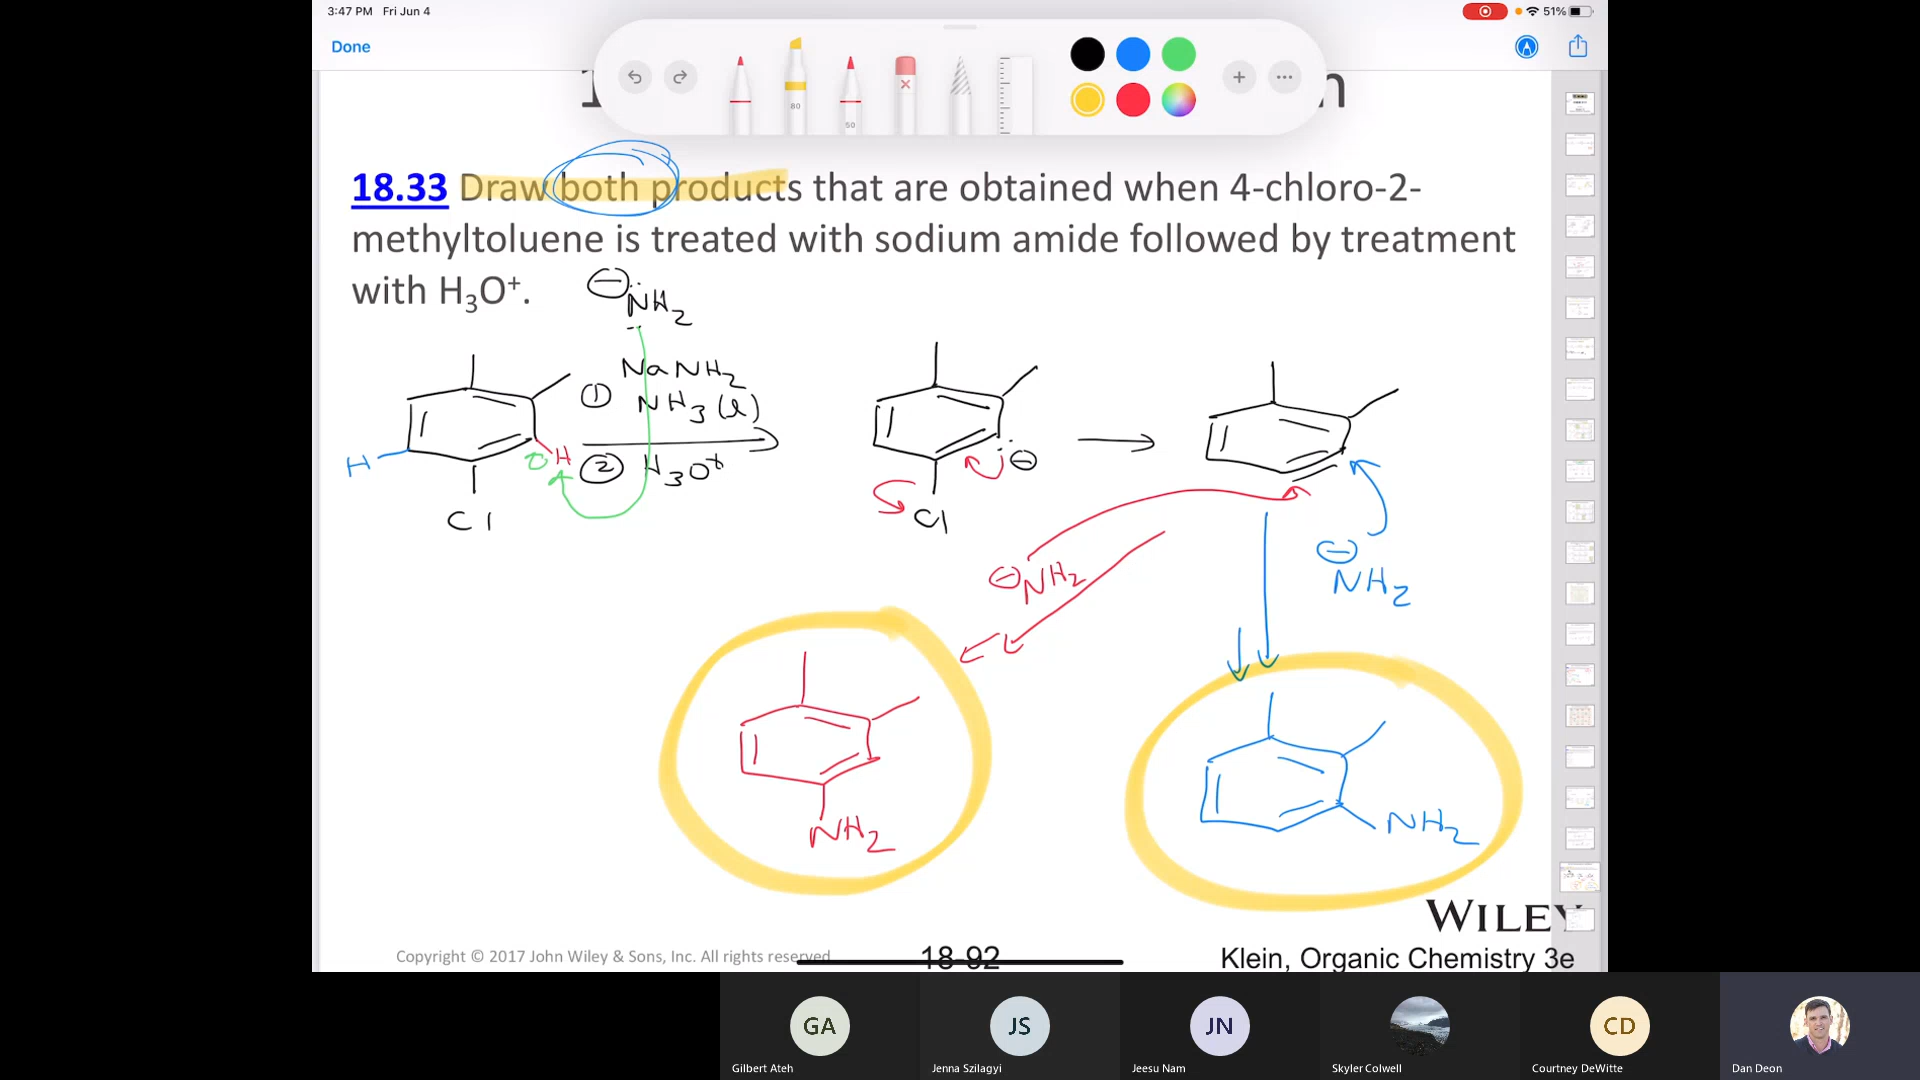 3:47 PM Fri Jun 4
51%
Done
80
50
18.33 Draw both products that are obtained when 4-chloro-2-
methyltoluene is treated with sodium amide followed by treatment
with H₃O⁺.
⊖NH₂
① NaNH₂
NH₃ (l)
② H₃O⁺
H
H
Cl
⊖
Cl
⊖NH₂
⊖
NH₂
NH₂
NH₂
WILEY
Copyright © 2017 John Wiley & Sons, Inc. All rights reserved
18-92
Klein, Organic Chemistry 3e
GA
JS
JN
CD
Gilbert Ateh
Jenna Szilagyi
Jeesu Nam
Skyler Colwell
Courtney DeWitte
Dan Deon